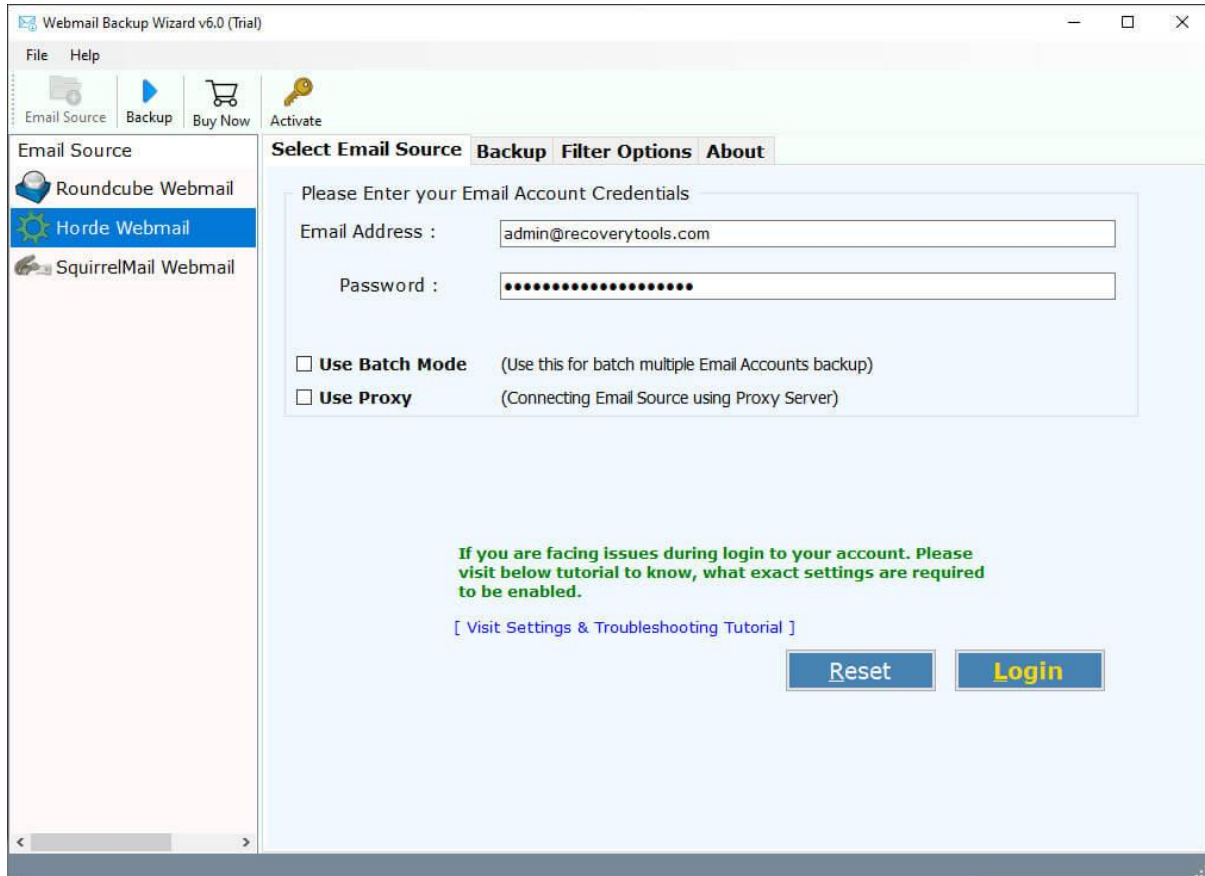 Webmail Backup Wizard v6.0 (Trial)
File Help
Email Source Backup Buy Now Activate
Email Source
Roundcube Webmail
Horde Webmail
SquirrelMail Webmail
Select Email Source Backup Filter Options About
Please Enter your Email Account Credentials
Email Address : admin@recoverytools.com
Password : ••••••••••••••••••••
Use Batch Mode (Use this for batch multiple Email Accounts backup)
Use Proxy (Connecting Email Source using Proxy Server)
If you are facing issues during login to your account. Please
visit below tutorial to know, what exact settings are required
to be enabled.
[ Visit Settings & Troubleshooting Tutorial ]
Reset Login